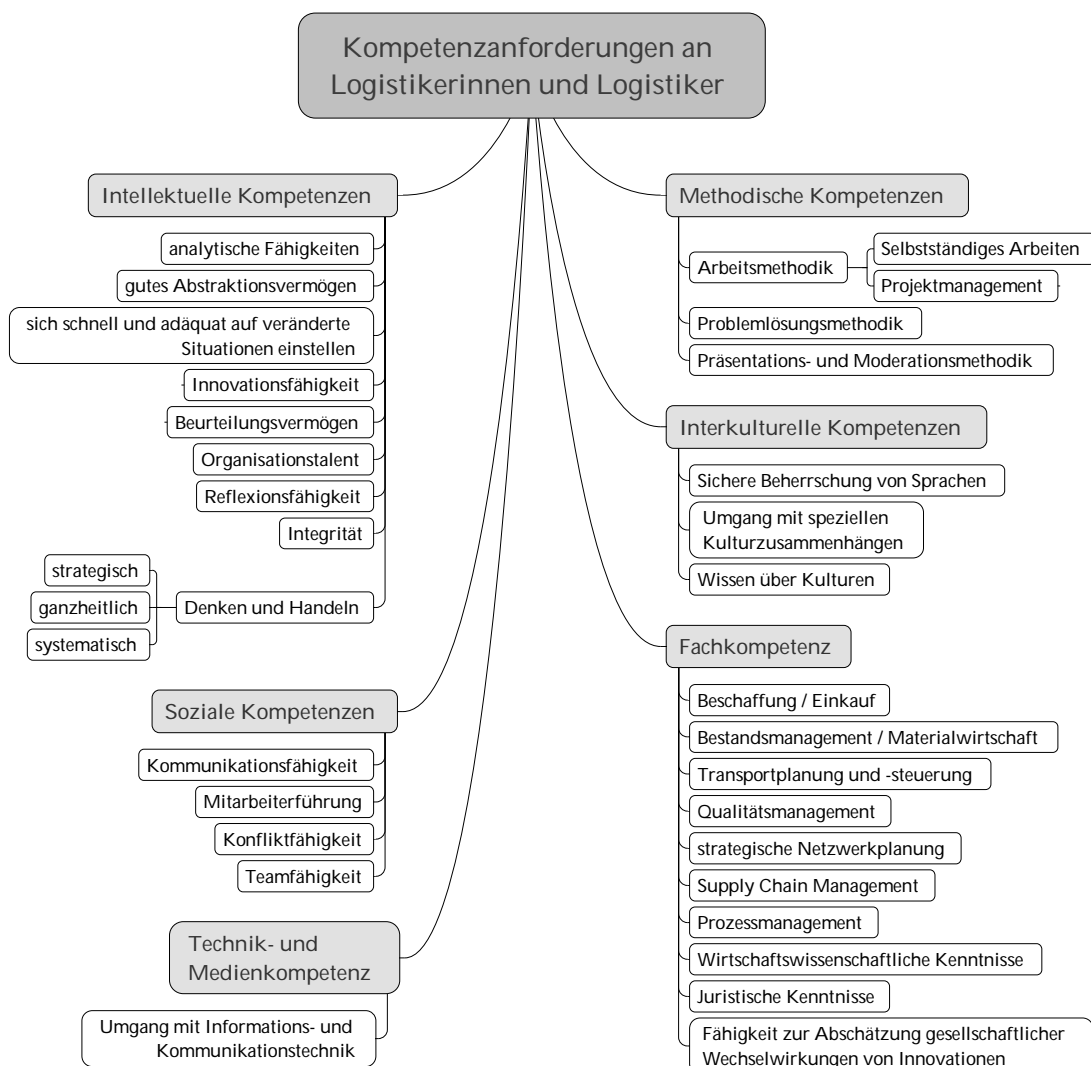 Kompetenzanforderungen an
Logistikerinnen und Logistiker
Intellektuelle Kompetenzen
analytische Fähigkeiten
gutes Abstraktionsvermögen
sich schnell und adäquat auf veränderte
Situationen einstellen
Innovationsfähigkeit
Beurteilungsvermögen
Organisationstalent
Reflexionsfähigkeit
Integrität
Denken und Handeln
strategisch
ganzheitlich
systematisch
Soziale Kompetenzen
Kommunikationsfähigkeit
Mitarbeiterführung
Konfliktfähigkeit
Teamfähigkeit
Technik- und
Medienkompetenz
Umgang mit Informations- und
Kommunikationstechnik
Methodische Kompetenzen
Arbeitsmethodik
Selbstständiges Arbeiten
Projektmanagement
Problemlösungsmethodik
Präsentations- und Moderationsmethodik
Interkulturelle Kompetenzen
Sichere Beherrschung von Sprachen
Umgang mit speziellen
Kulturzusammenhängen
Wissen über Kulturen
Fachkompetenz
Beschaffung / Einkauf
Bestandsmanagement / Materialwirtschaft
Transportplanung und -steuerung
Qualitätsmanagement
strategische Netzwerkplanung
Supply Chain Management
Prozessmanagement
Wirtschaftswissenschaftliche Kenntnisse
Juristische Kenntnisse
Fähigkeit zur Abschätzung gesellschaftlicher
Wechselwirkungen von Innovationen